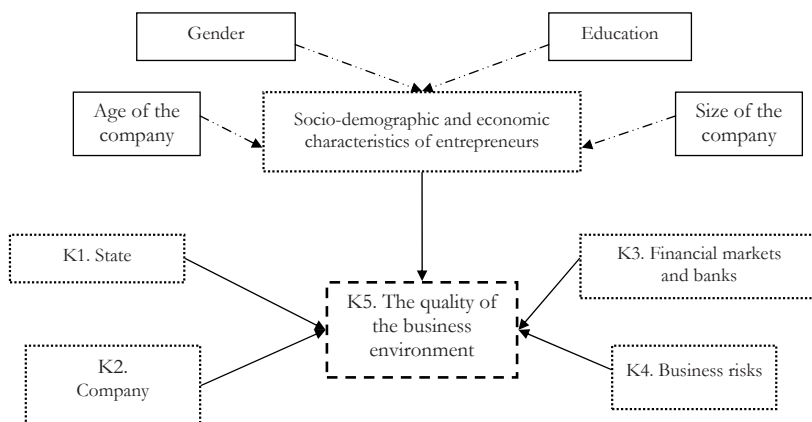 Gender
Education
Age of the
company
Socio-demographic and economic
characteristics of entrepreneurs
Size of the
company
K1. State
K3. Financial markets
and banks
K5. The quality of
the business
environment
K2.
Company
K4. Business risks